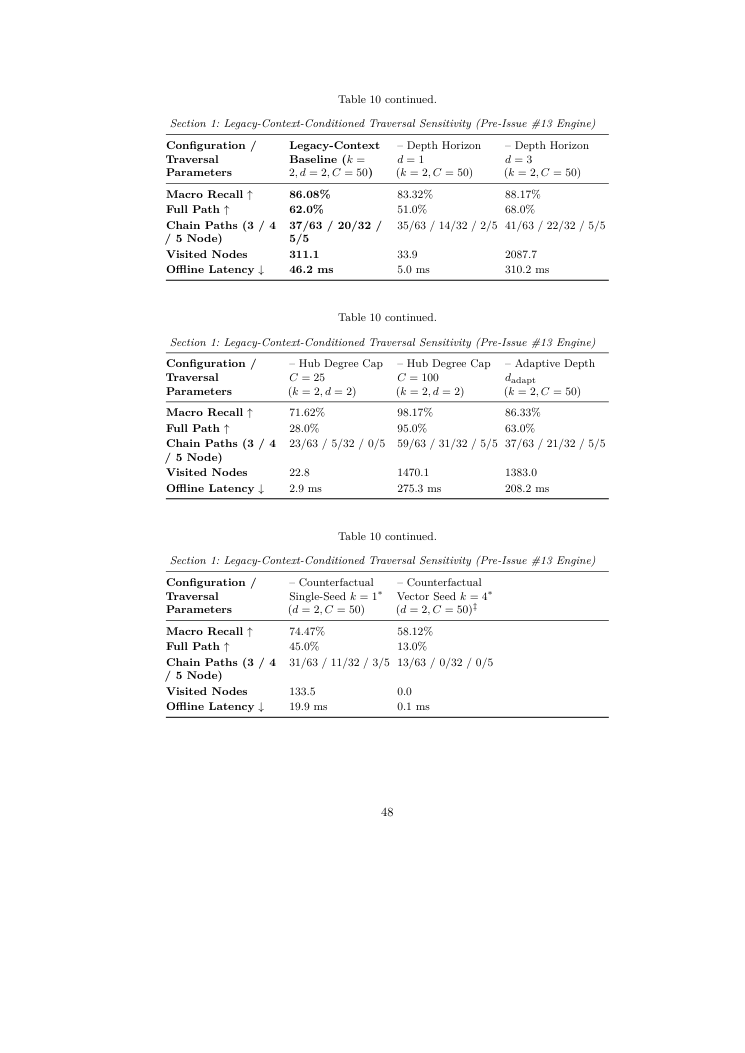 Table 10 continued.
Section 1: Legacy-Context-Conditioned Traversal Sensitivity (Pre-Issue #13 Engine)
Configuration / Traversal Parameters | Legacy-Context Baseline (k = 2, d = 2, C = 50) | – Depth Horizon d = 1 (k = 2, C = 50) | – Depth Horizon d = 3 (k = 2, C = 50)
Macro Recall ↑ 86.08% 83.32% 88.17%
Full Path ↑ 62.0% 51.0% 68.0%
Chain Paths (3 / 4 / 5 Node) 37/63 / 20/32 / 5/5 35/63 / 14/32 / 2/5 41/63 / 22/32 / 5/5
Visited Nodes 311.1 33.9 2087.7
Offline Latency ↓ 46.2 ms 5.0 ms 310.2 ms
Table 10 continued.
Section 1: Legacy-Context-Conditioned Traversal Sensitivity (Pre-Issue #13 Engine)
Configuration / Traversal Parameters | – Hub Degree Cap C = 25 (k = 2, d = 2) | – Hub Degree Cap C = 100 (k = 2, d = 2) | – Adaptive Depth d_adapt (k = 2, C = 50)
Macro Recall ↑ 71.62% 98.17% 86.33%
Full Path ↑ 28.0% 95.0% 63.0%
Chain Paths (3 / 4 / 5 Node) 23/63 / 5/32 / 0/5 59/63 / 31/32 / 5/5 37/63 / 21/32 / 5/5
Visited Nodes 22.8 1470.1 1383.0
Offline Latency ↓ 2.9 ms 275.3 ms 208.2 ms
Table 10 continued.
Section 1: Legacy-Context-Conditioned Traversal Sensitivity (Pre-Issue #13 Engine)
Configuration / Traversal Parameters | – Counterfactual Single-Seed k = 1* (d = 2, C = 50) | – Counterfactual Vector Seed k = 4* (d = 2, C = 50)‡
Macro Recall ↑ 74.47% 58.12%
Full Path ↑ 45.0% 13.0%
Chain Paths (3 / 4 / 5 Node) 31/63 / 11/32 / 3/5 13/63 / 0/32 / 0/5
Visited Nodes 133.5 0.0
Offline Latency ↓ 19.9 ms 0.1 ms
48